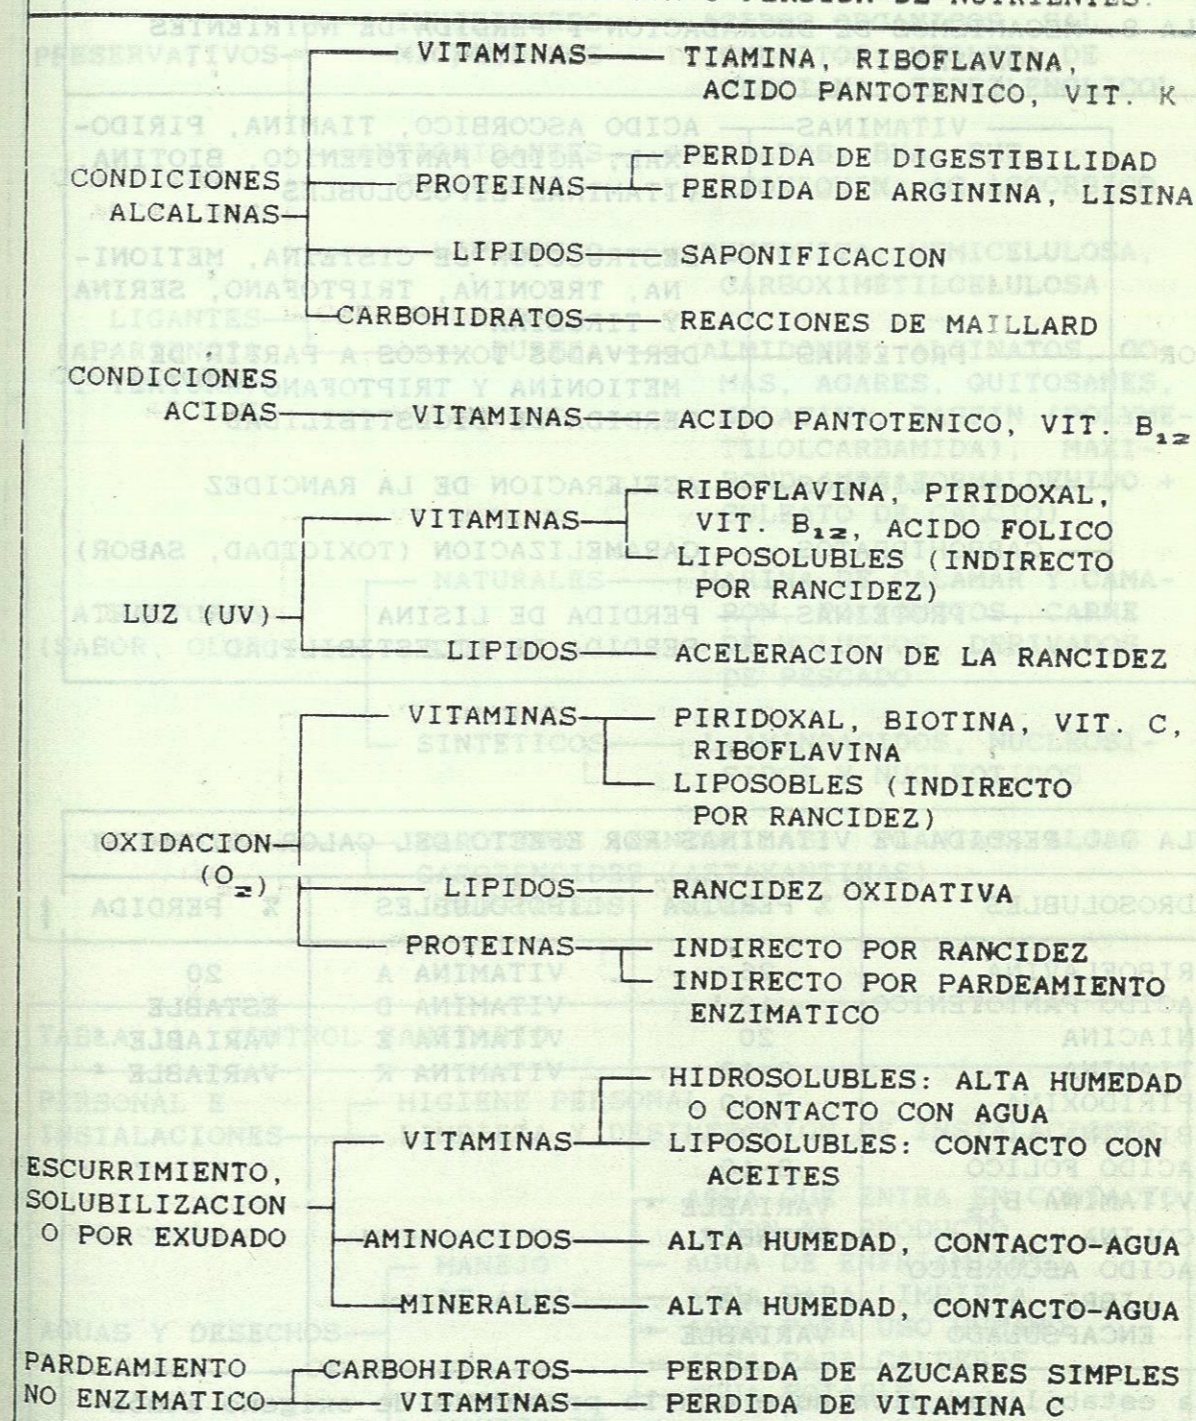 PERDIDA DE NUTRIENTES.
VITAMINAS TIAMINA, RIBOFLAVINA,
ACIDO PANTOTENICO, VIT. K
CONDICIONES ALCALINAS
PROTEINAS PERDIDA DE DIGESTIBILIDAD
PERDIDA DE ARGININA, LISINA
LIPIDOS SAPONIFICACION
CARBOHIDRATOS REACCIONES DE MAILLARD
CONDICIONES
ACIDAS VITAMINAS ACIDO PANTOTENICO, VIT. B₁₂
LUZ (UV)
VITAMINAS RIBOFLAVINA, PIRIDOXAL,
VIT. B₁₂, ACIDO FOLICO
LIPOSOLUBLES (INDIRECTO
POR RANCIDEZ)
LIPIDOS ACELERACION DE LA RANCIDEZ
OXIDACION
(O₂)
VITAMINAS PIRIDOXAL, BIOTINA, VIT. C,
RIBOFLAVINA
LIPOSOBLES (INDIRECTO
POR RANCIDEZ)
LIPIDOS RANCIDEZ OXIDATIVA
PROTEINAS INDIRECTO POR RANCIDEZ
INDIRECTO POR PARDEAMIENTO
ENZIMATICO
ESCURRIMIENTO,
SOLUBILIZACION
O POR EXUDADO
VITAMINAS HIDROSOLUBLES: ALTA HUMEDAD
O CONTACTO CON AGUA
LIPOSOLUBLES: CONTACTO CON
ACEITES
AMINOACIDOS ALTA HUMEDAD, CONTACTO-AGUA
MINERALES ALTA HUMEDAD, CONTACTO-AGUA
PARDEAMIENTO CARBOHIDRATOS PERDIDA DE AZUCARES SIMPLES
NO ENZIMATICO VITAMINAS PERDIDA DE VITAMINA C